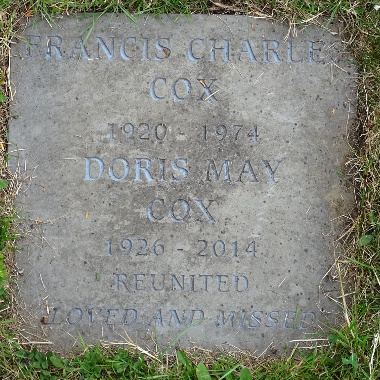 FRANCIS CHARLES
COX
1920 - 1974
DORIS MAY
COX
1926 - 2014
REUNITED
LOVED AND MISSED